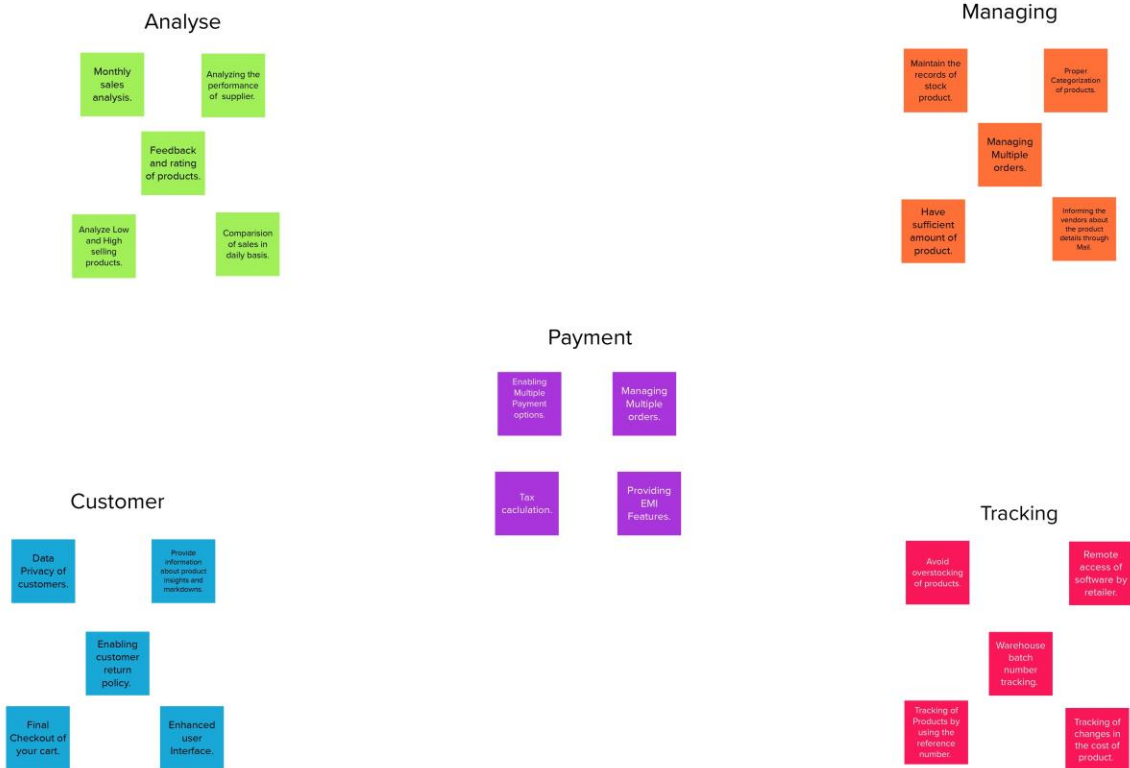 Analyse
Monthly
sales
analysis.
Analyzing the
performance
of supplier.
Feedback
and rating
of products.
Analyze Low
and High
selling
products.
Comparision
of sales in
daily basis.
Managing
Maintain the
records of
stock
product.
Proper
Categorization
of products.
Managing
Multiple
orders.
Have
sufficient
amount of
product.
Informing the
vendors about
the product
details through
Mail.
Payment
Enabling
Multiple
Payment
options.
Managing
Multiple
orders.
Tax
caclulation.
Providing
EMI
Features.
Customer
Data
Privacy of
customers.
Provide
information
about product
insights and
markdowns.
Enabling
customer
return
policy.
Final
Checkout of
your cart.
Enhanced
user
Interface.
Tracking
Avoid
overstocking
of products.
Remote
access of
software by
retailer.
Warehouse
batch
number
tracking.
Tracking of
Products by
using the
reference
number.
Tracking of
changes in
the cost of
product.